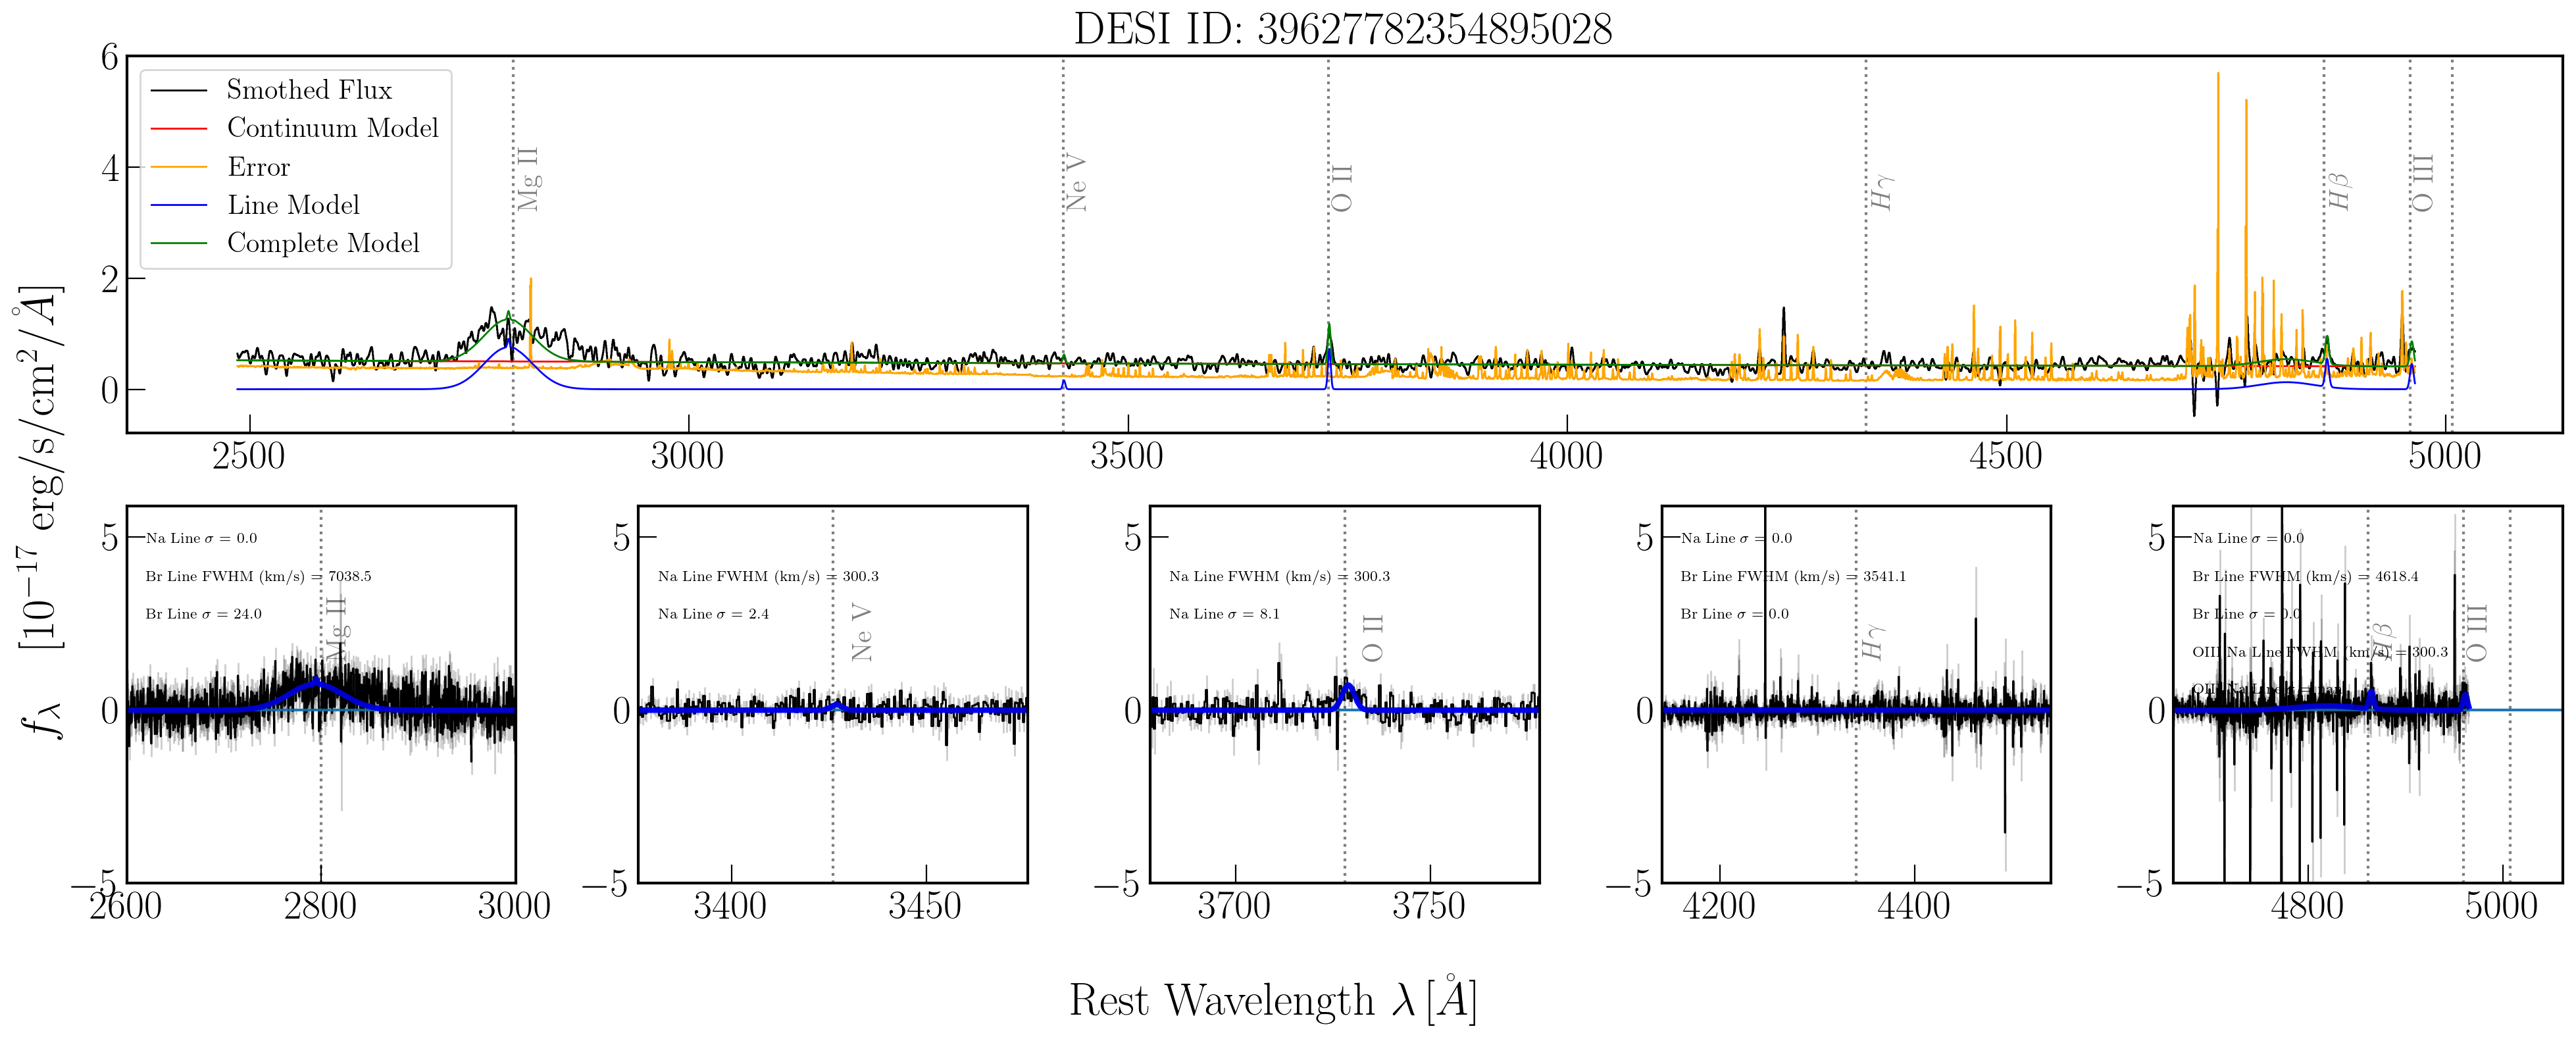 DESI ID: 39627782354895028
6
4
2
0
Smothed Flux
Continuum Model
Error
Line Model
Complete Model
Mg II
Ne V
O II
Hγ
Hβ
O III
2500 3000 3500 4000 4500 5000
fλ [10⁻¹⁷ erg/s/cm²/Å]
5
0
−5
Na Line σ = 0.0
Br Line FWHM (km/s) = 7038.5
Br Line σ = 24.0
Mg II
2600 2800 3000
5
0
−5
Na Line FWHM (km/s) = 300.3
Na Line σ = 2.4
Ne V
3400 3450
5
0
−5
Na Line FWHM (km/s) = 300.3
Na Line σ = 8.1
O II
3700 3750
5
0
−5
Na Line σ = 0.0
Br Line FWHM (km/s) = 3541.1
Br Line σ = 0.0
Hγ
4200 4400
5
0
−5
Na Line σ = 0.0
Br Line FWHM (km/s) = 4618.4
Br Line σ = 0.0
OIII Na Line FWHM (km/s) = 300.3
OIII Na Line σ =
Hβ
O III
4800 5000
Rest Wavelength λ [Å]